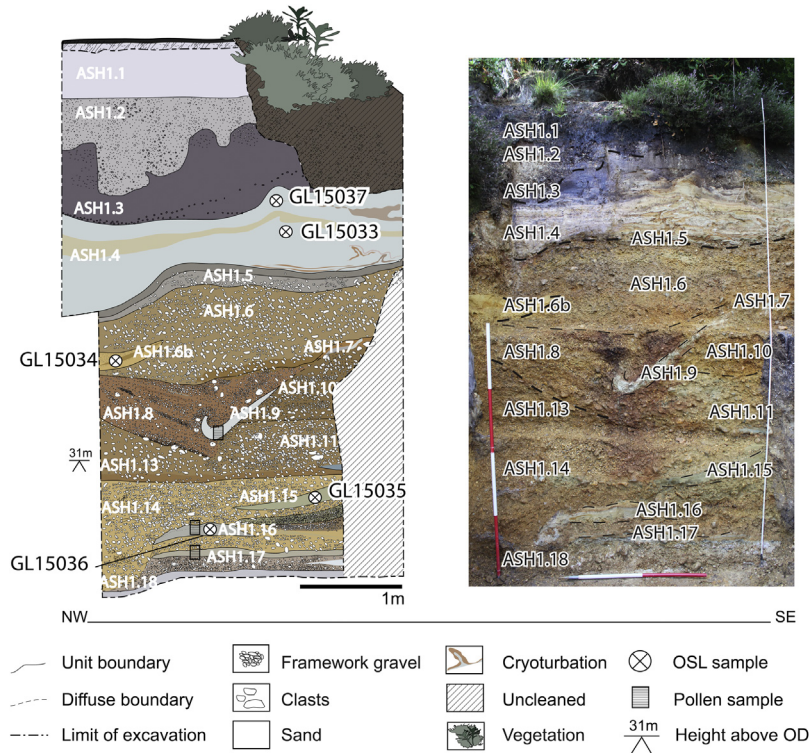 ASH1.1
ASH1.2
ASH1.3
GL15037
GL15033
ASH1.4
ASH1.5
ASH1.6
GL15034
ASH1.6b
ASH1.7
ASH1.8
ASH1.9
ASH1.10
ASH1.11
31m
ASH1.13
ASH1.14
ASH1.15
GL15035
ASH1.16
GL15036
ASH1.17
ASH1.18
1m
ASH1.1
ASH1.2
ASH1.3
ASH1.4
ASH1.5
ASH1.6
ASH1.6b
ASH1.7
ASH1.8
ASH1.10
ASH1.9
ASH1.13
ASH1.11
ASH1.14
ASH1.15
ASH1.16
ASH1.17
ASH1.18
NW SE
Unit boundary Framework gravel Cryoturbation OSL sample
Diffuse boundary Clasts Uncleaned Pollen sample
Limit of excavation Sand Vegetation 31m Height above OD